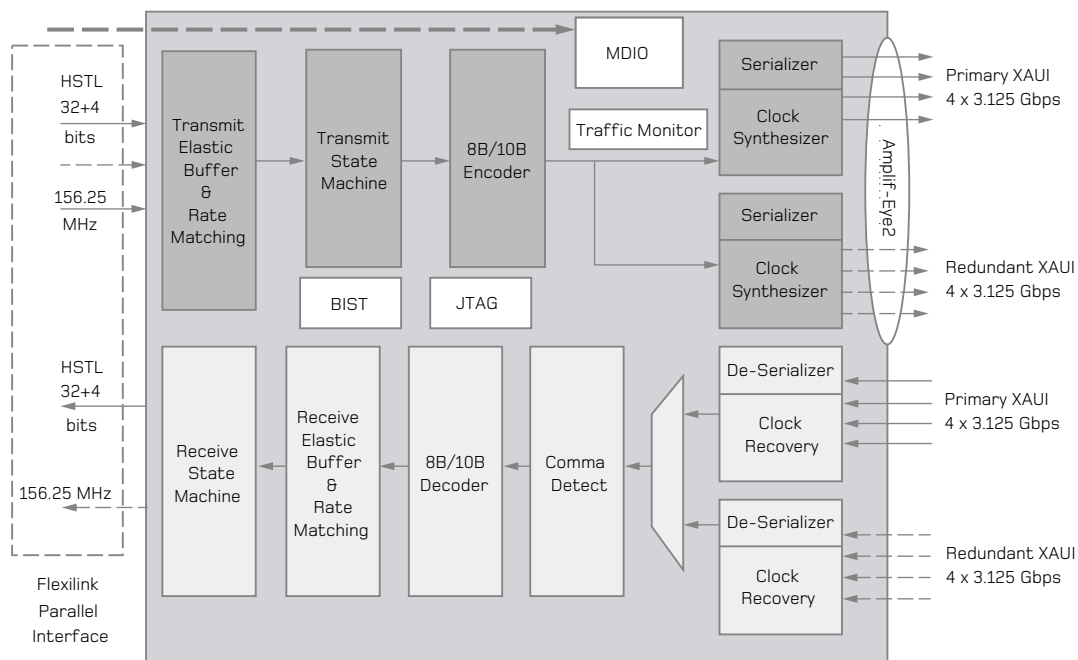 MDIO
HSTL
32+4
bits
156.25
MHz
Transmit
Elastic
Buffer
&
Rate
Matching
Transmit
State
Machine
8B/10B
Encoder
Traffic Monitor
Serializer
Clock
Synthesizer
Primary XAUI
4 x 3.125 Gbps
Amplif-Eye2
Serializer
Clock
Synthesizer
Redundant XAUI
4 x 3.125 Gbps
BIST
JTAG
HSTL
32+4
bits
156.25 MHz
Receive
State
Machine
Receive
Elastic
Buffer
&
Rate
Matching
8B/10B
Decoder
Comma
Detect
De-Serializer
Clock
Recovery
Primary XAUI
4 x 3.125 Gbps
De-Serializer
Clock
Recovery
Redundant XAUI
4 x 3.125 Gbps
Flexilink
Parallel
Interface